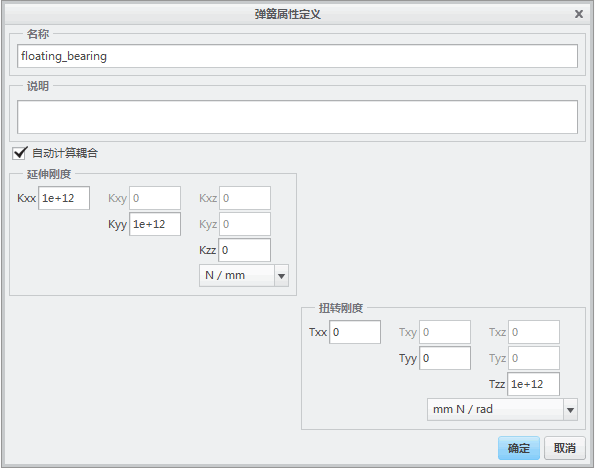 弹簧属性定义
名称
floating_bearing
说明
自动计算耦合
延伸刚度
Kxx 1e+12 Kxy 0 Kxz 0
Kyy 1e+12 Kyz 0
Kzz 0
N / mm
扭转刚度
Txx 0 Txy 0 Txz 0
Tyy 0 Tyz 0
Tzz 1e+12
mm N / rad
确定 取消